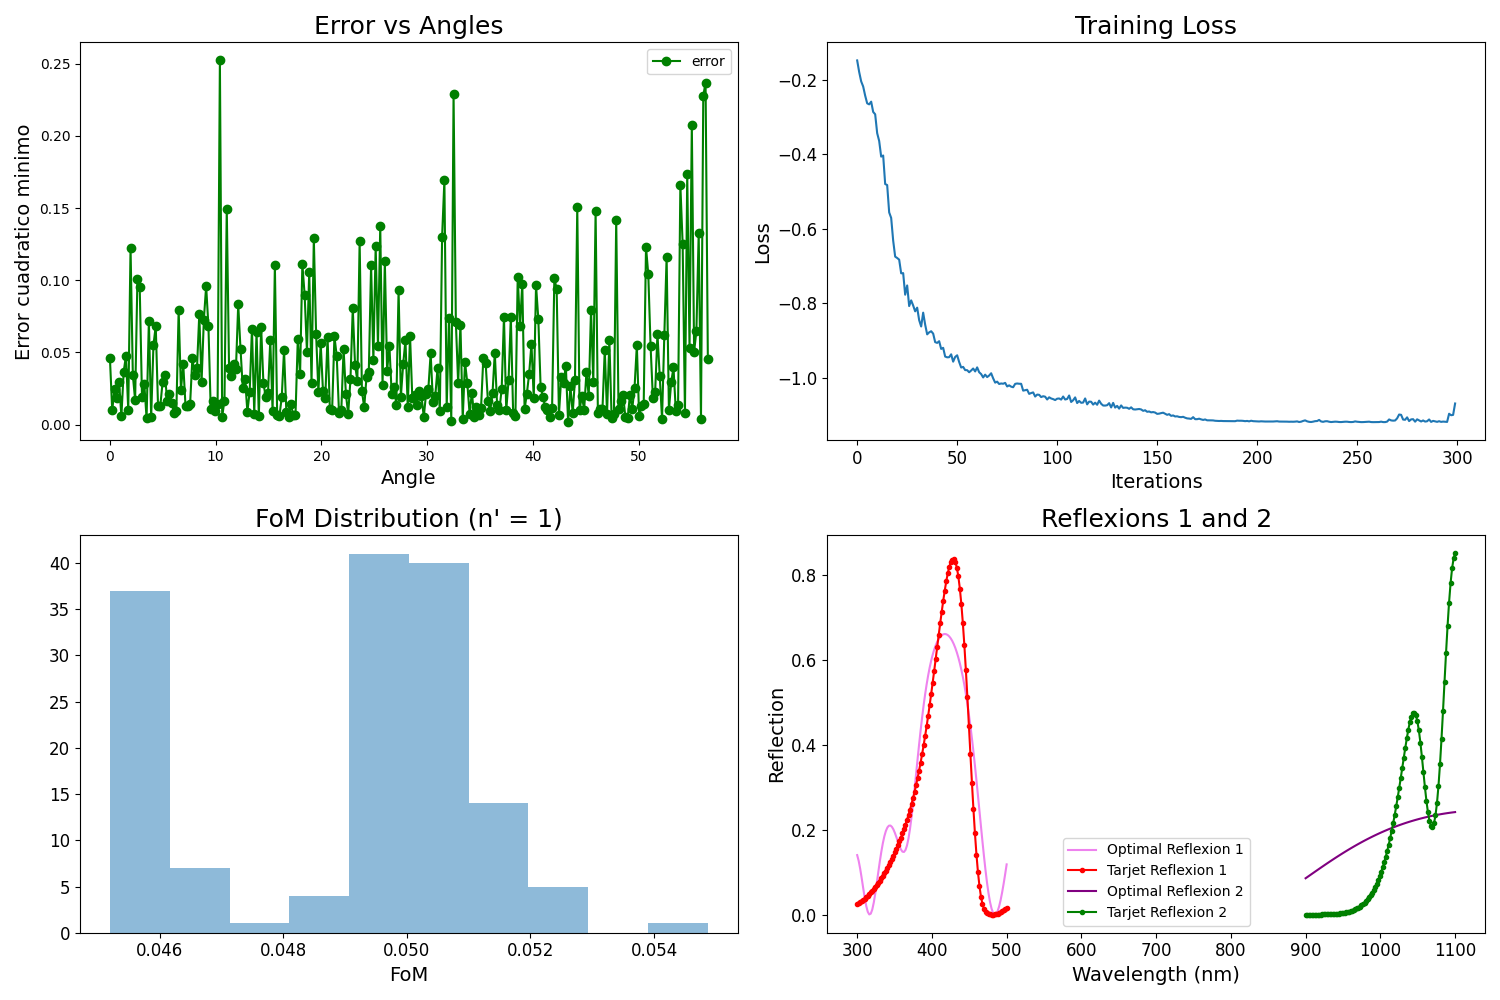 Error vs Angles
Error cuadratico minimo
0.25
0.20
0.15
0.10
0.05
0.00
error
0 10 20 30 40 50
Angle
Training Loss
Loss
−0.2
−0.4
−0.6
−0.8
−1.0
0 50 100 150 200 250 300
Iterations
FoM Distribution (n' = 1)
40
35
30
25
20
15
10
5
0
0.046 0.048 0.050 0.052 0.054
FoM
Reflexions 1 and 2
Reflection
0.8
0.6
0.4
0.2
0.0
Optimal Reflexion 1
Tarjet Reflexion 1
Optimal Reflexion 2
Tarjet Reflexion 2
300 400 500 600 700 800 900 1000 1100
Wavelength (nm)